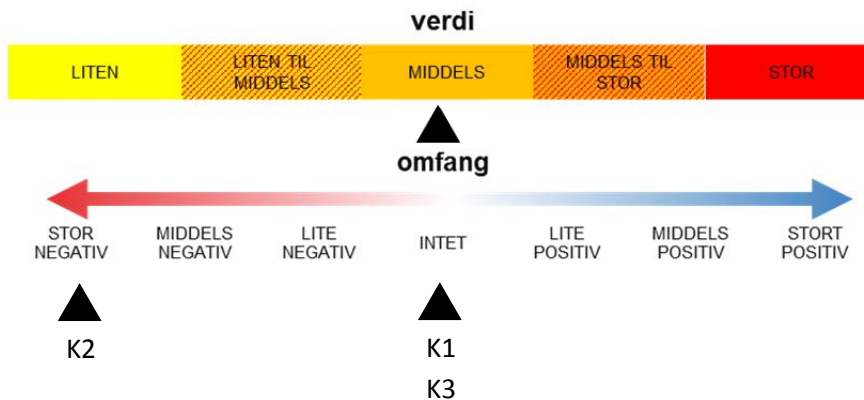 verdi
LITEN
LITEN TIL
MIDDELS
MIDDELS
MIDDELS TIL
STOR
STOR
omfang
STOR
NEGATIV
MIDDELS
NEGATIV
LITE
NEGATIV
INTET
LITE
POSITIV
MIDDELS
POSITIV
STORT
POSITIV
K2
K1
K3